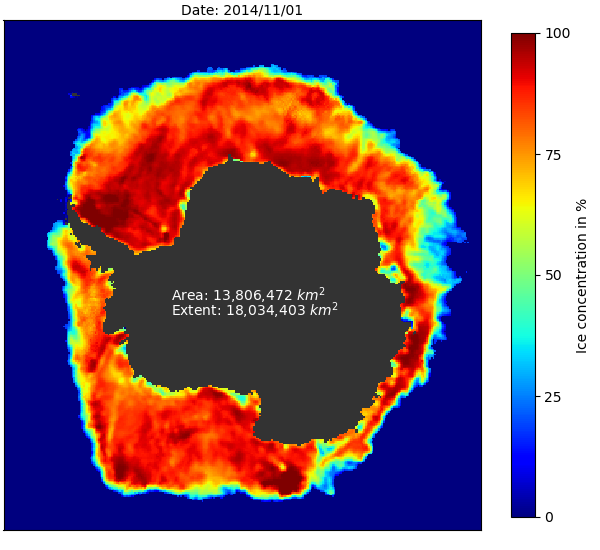 Date: 2014/11/01
100
75
50
25
0
Ice concentration in %
Area: 13,806,472 km²
Extent: 18,034,403 km²